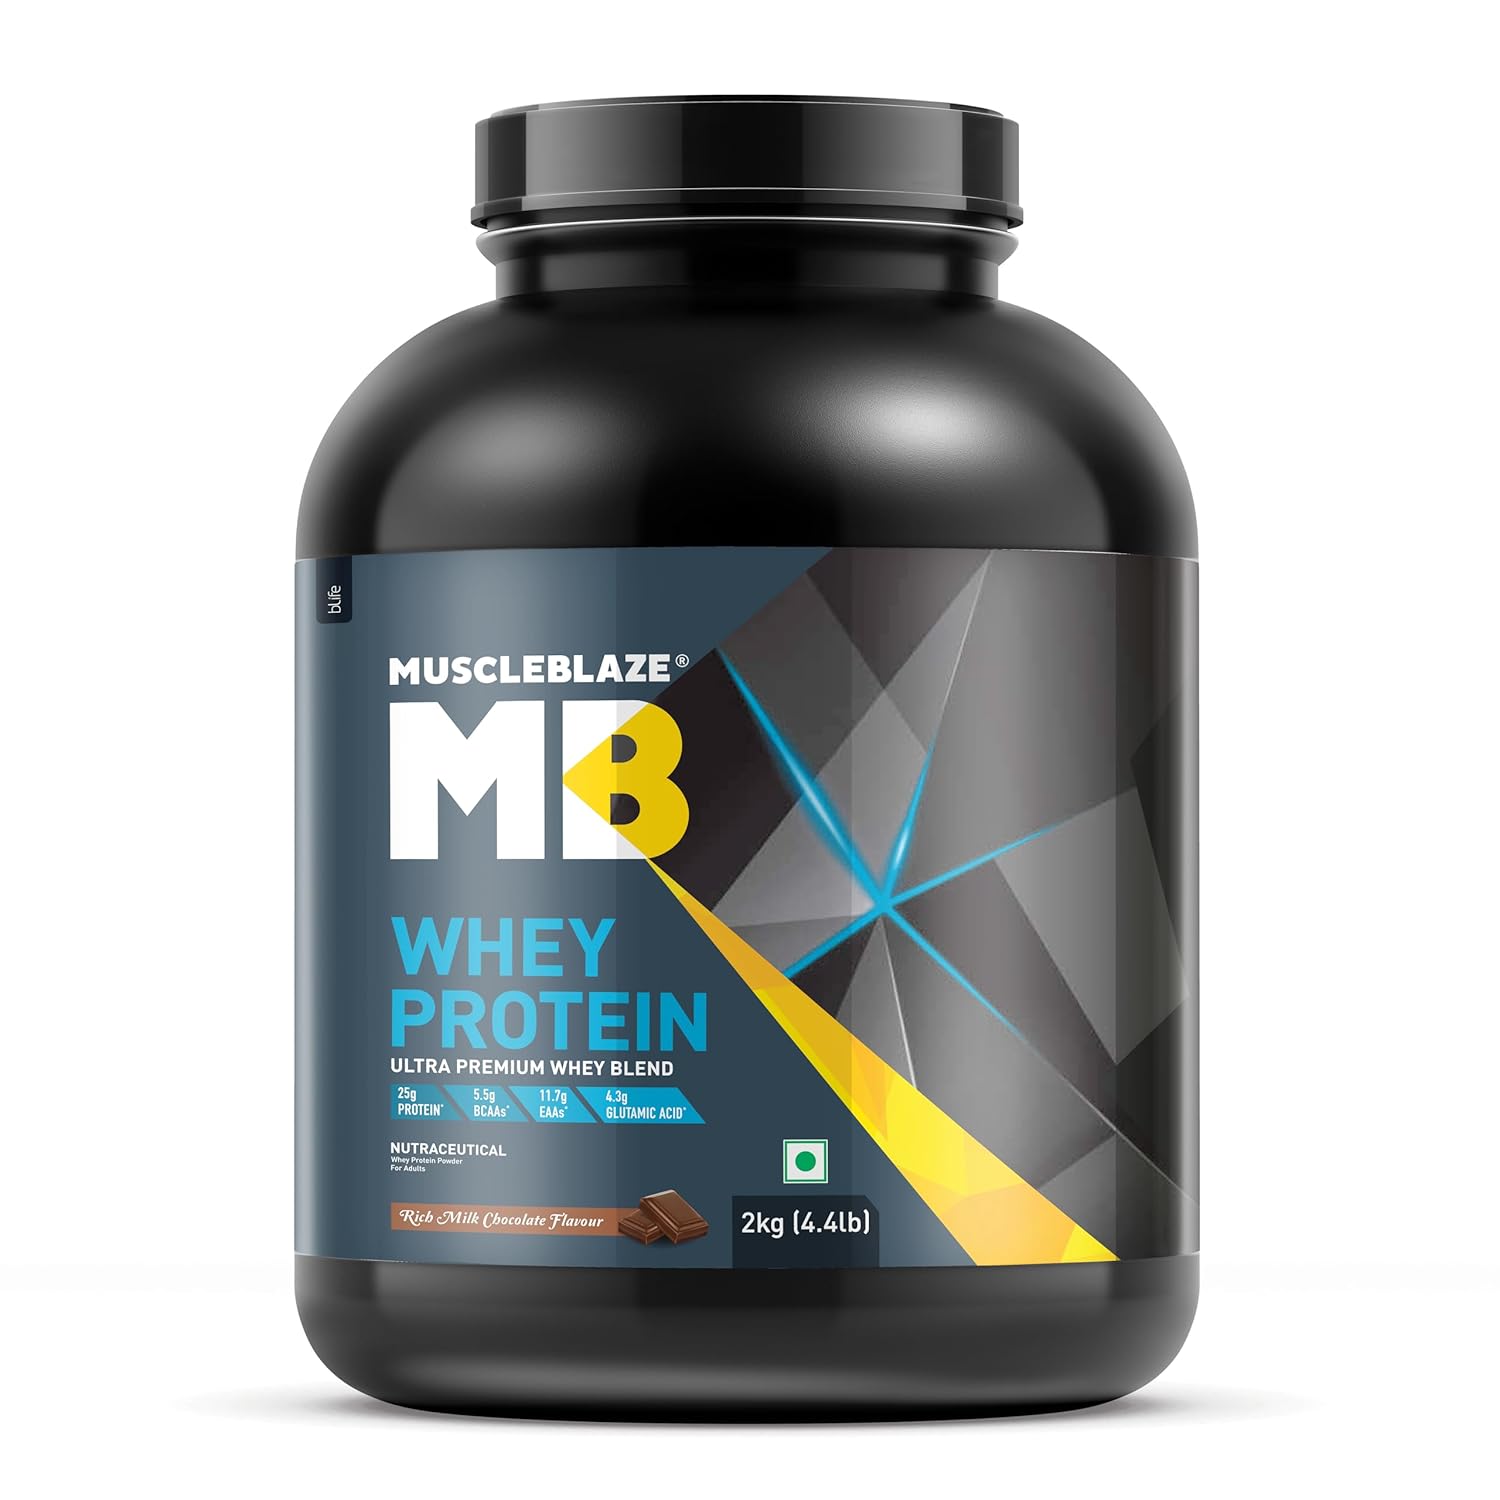 bLife
MUSCLEBLAZE®
MB
WHEY
PROTEIN
ULTRA PREMIUM WHEY BLEND
25g 5.5g 11.7g 4.3g
PROTEIN* BCAAs* EAAs* GLUTAMIC ACID*
NUTRACEUTICAL
Whey Protein Powder
For Adults
Rich Milk Chocolate Flavour
2kg (4.4lb)